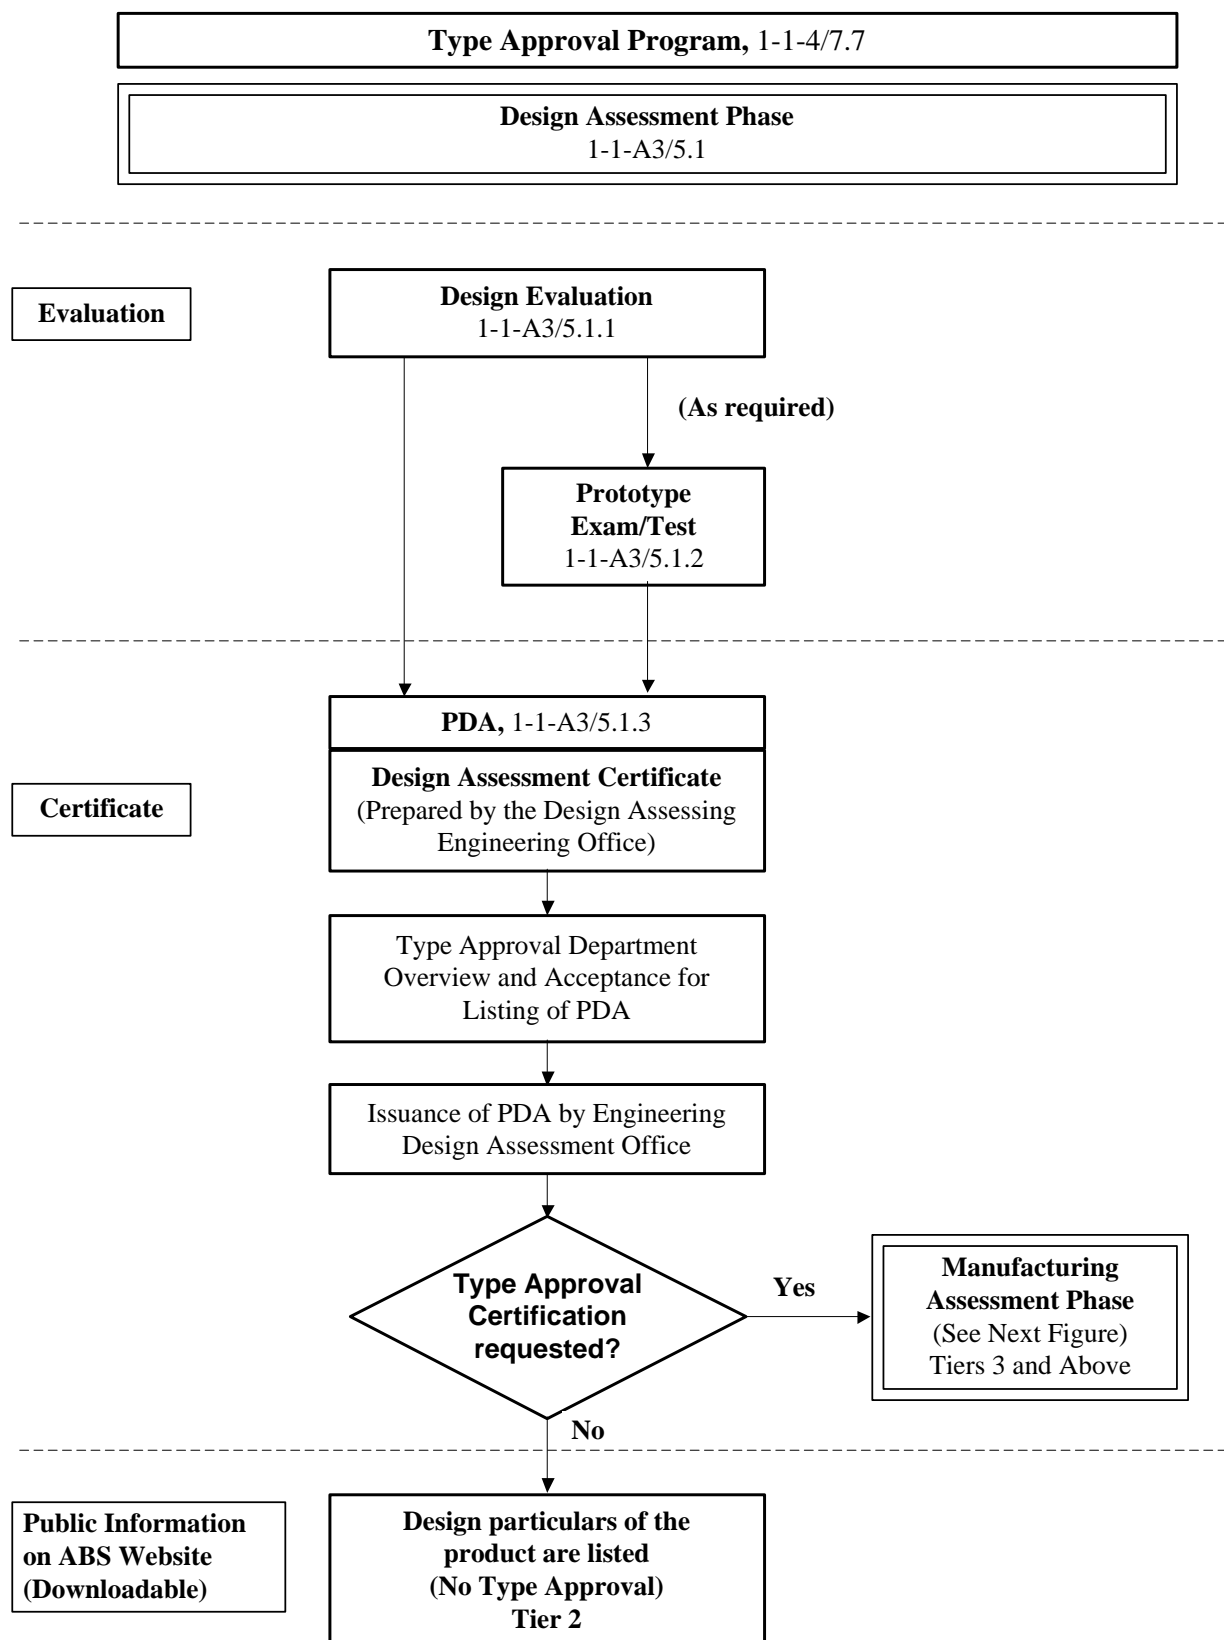 Type Approval Program, 1-1-4/7.7
Design Assessment Phase
1-1-A3/5.1
Evaluation
Design Evaluation
1-1-A3/5.1.1
(As required)
Prototype
Exam/Test
1-1-A3/5.1.2
PDA, 1-1-A3/5.1.3
Certificate
Design Assessment Certificate
(Prepared by the Design Assessing
Engineering Office)
Type Approval Department
Overview and Acceptance for
Listing of PDA
Issuance of PDA by Engineering
Design Assessment Office
Type Approval
Certification
requested?
Yes
Manufacturing
Assessment Phase
(See Next Figure)
Tiers 3 and Above
No
Public Information
on ABS Website
(Downloadable)
Design particulars of the
product are listed
(No Type Approval)
Tier 2